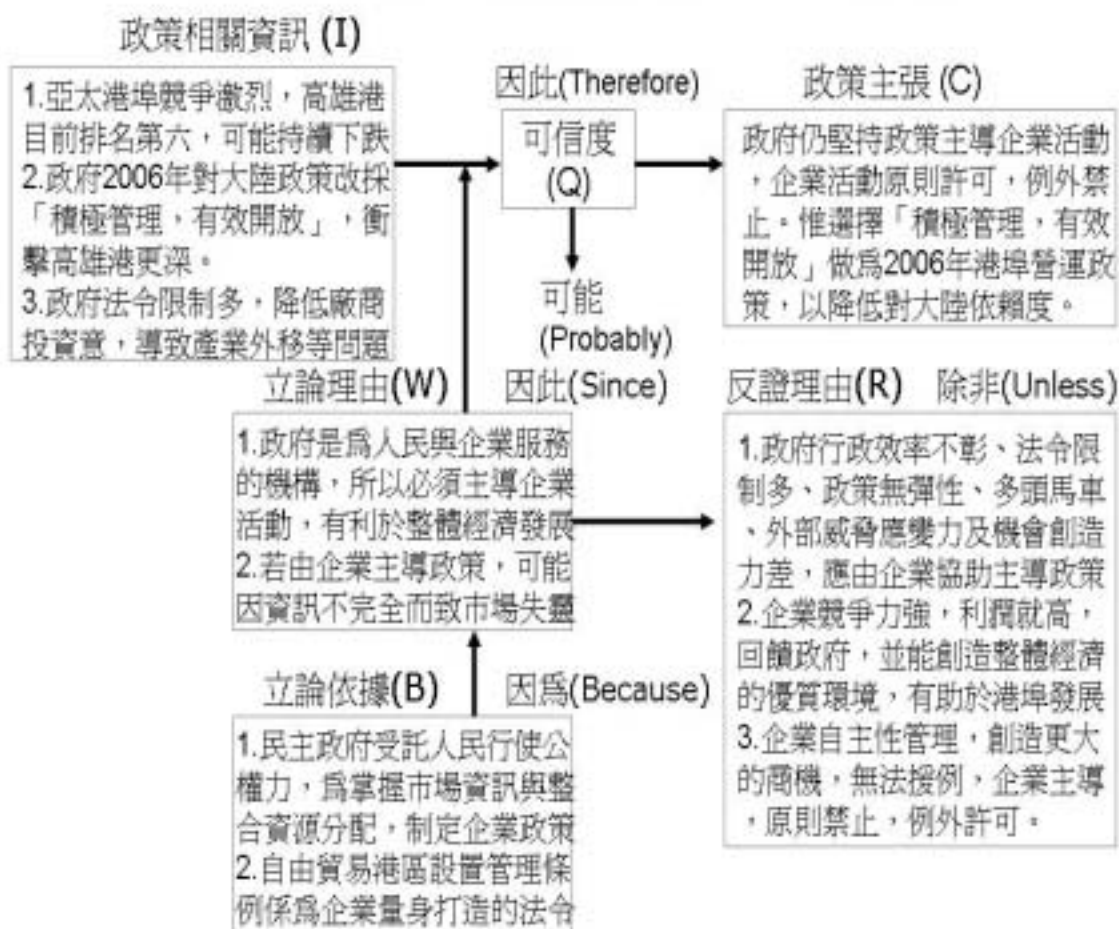 政策相關資訊 (I)
1.亞太港埠競爭激烈，高雄港
目前排名第六，可能持續下跌
2.政府2006年對大陸政策改採
「積極管理，有效開放」，衝
擊高雄港更深。
3.政府法令限制多，降低廠商
投資意，導致產業外移等問題
因此(Therefore)
可信度
(Q)
可能
(Probably)
政策主張 (C)
政府仍堅持政策主導企業活動
，企業活動原則許可，例外禁
止。惟選擇「積極管理，有效
開放」做為2006年港埠營運政
策，以降低對大陸依賴度。
立論理由(W)
因此(Since)
1.政府是為人民與企業服務
的機構，所以必須主導企業
活動，有利於整體經濟發展
2.若由企業主導政策，可能
因資訊不完全而致市場失靈
反證理由(R)
除非(Unless)
1.政府行政效率不彰、法令限
制多、政策無彈性、多頭馬車
、外部威脅應變力及機會創造
力差，應由企業協助主導政策
2.企業競爭力強，利潤就高，
回饋政府，並能創造整體經濟
的優質環境，有助於港埠發展
3.企業自主性管理，創造更大
的商機，無法援例，企業主導
，原則禁止，例外許可。
立論依據(B)
因為(Because)
1.民主政府受託人民行使公
權力，為掌握市場資訊與整
合資源分配，制定企業政策
2.自由貿易港區設置管理條
例係為企業量身打造的法令